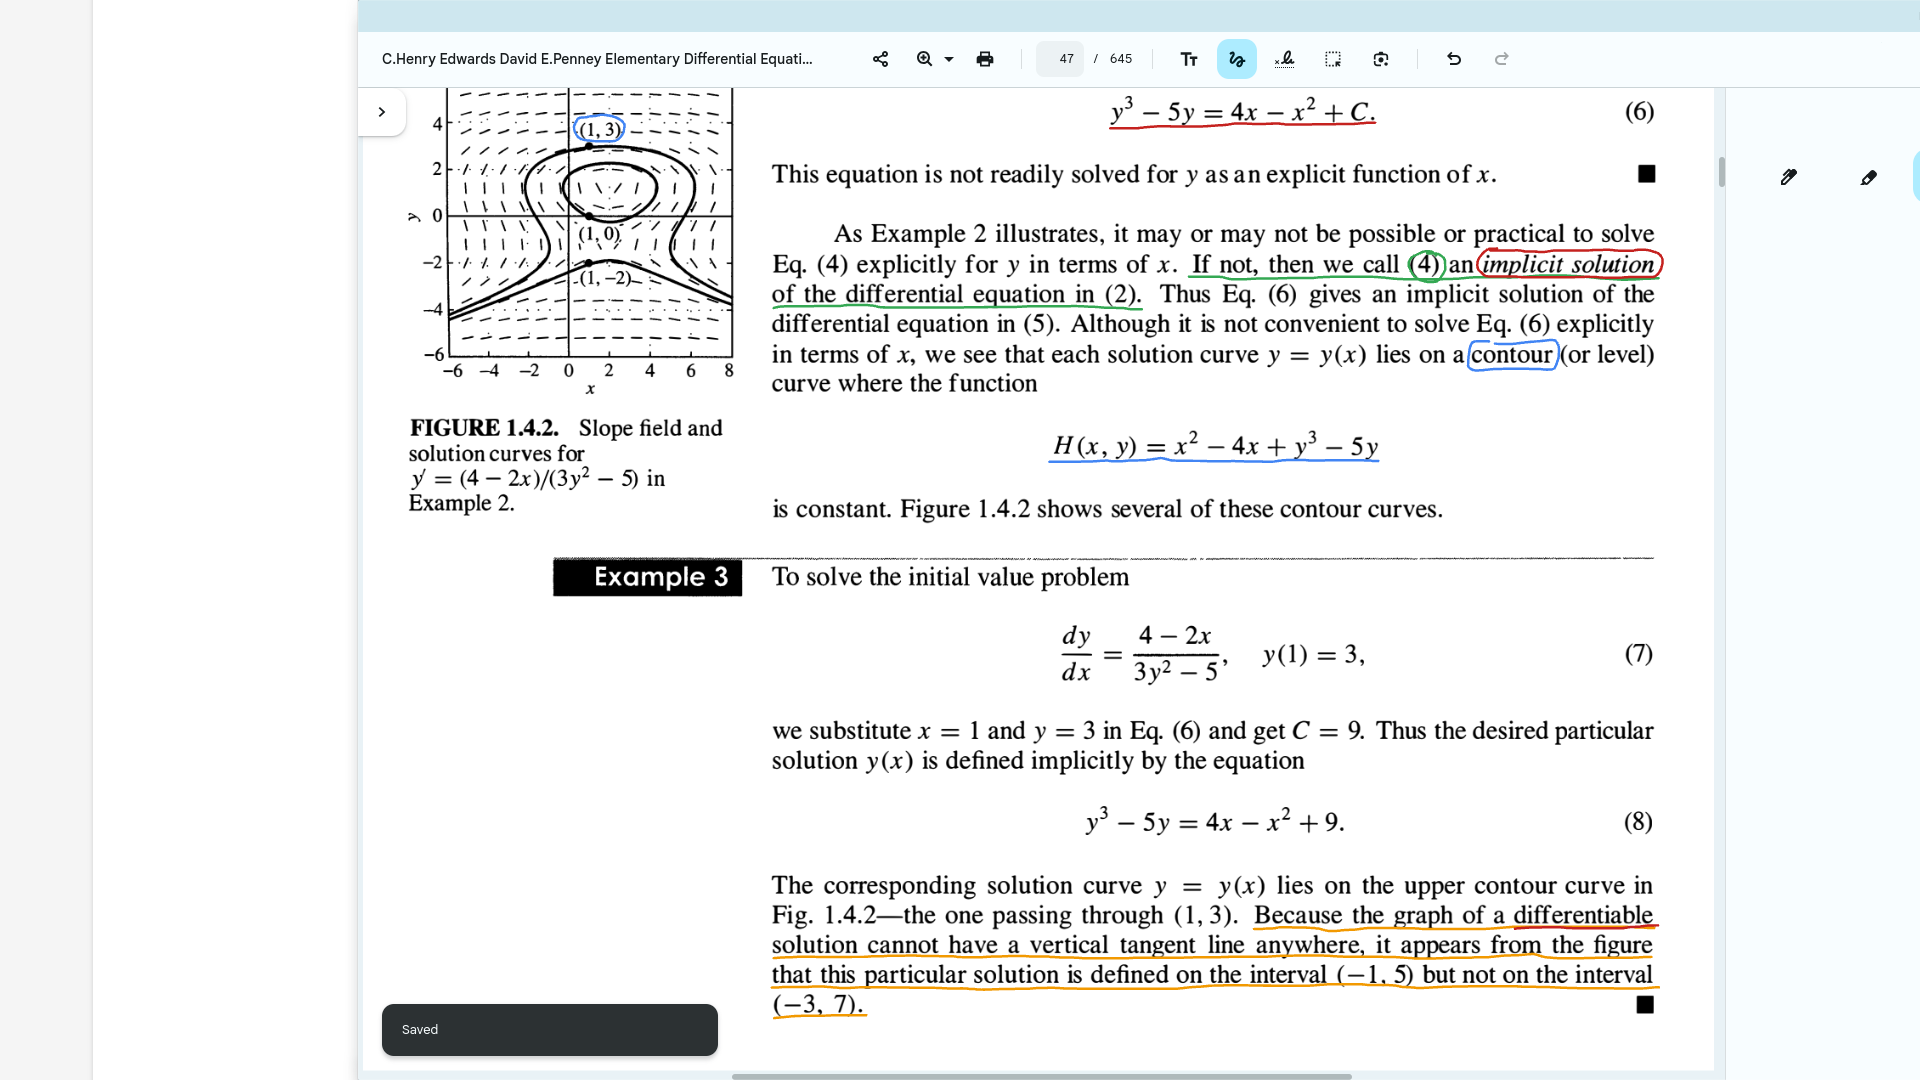 C.Henry Edwards David E.Penney Elementary Differential Equati...
47 / 645
y³ − 5y = 4x − x² + C. (6)
This equation is not readily solved for y as an explicit function of x.
As Example 2 illustrates, it may or may not be possible or practical to solve
Eq. (4) explicitly for y in terms of x. If not, then we call (4) an implicit solution
of the differential equation in (2). Thus Eq. (6) gives an implicit solution of the
differential equation in (5). Although it is not convenient to solve Eq. (6) explicitly
in terms of x, we see that each solution curve y = y(x) lies on a contour (or level)
curve where the function
H(x, y) = x² − 4x + y³ − 5y
is constant. Figure 1.4.2 shows several of these contour curves.
4
2
0
−2
−4
−6
y
(1, 3)
(1, 0)
(1, −2)
−6 −4 −2 0 2 4 6 8
x
FIGURE 1.4.2. Slope field and
solution curves for
y′ = (4 − 2x)/(3y² − 5) in
Example 2.
Example 3 To solve the initial value problem
dy/dx = (4 − 2x)/(3y² − 5), y(1) = 3, (7)
we substitute x = 1 and y = 3 in Eq. (6) and get C = 9. Thus the desired particular
solution y(x) is defined implicitly by the equation
y³ − 5y = 4x − x² + 9. (8)
The corresponding solution curve y = y(x) lies on the upper contour curve in
Fig. 1.4.2—the one passing through (1, 3). Because the graph of a differentiable
solution cannot have a vertical tangent line anywhere, it appears from the figure
that this particular solution is defined on the interval (−1, 5) but not on the interval
(−3, 7).
Saved